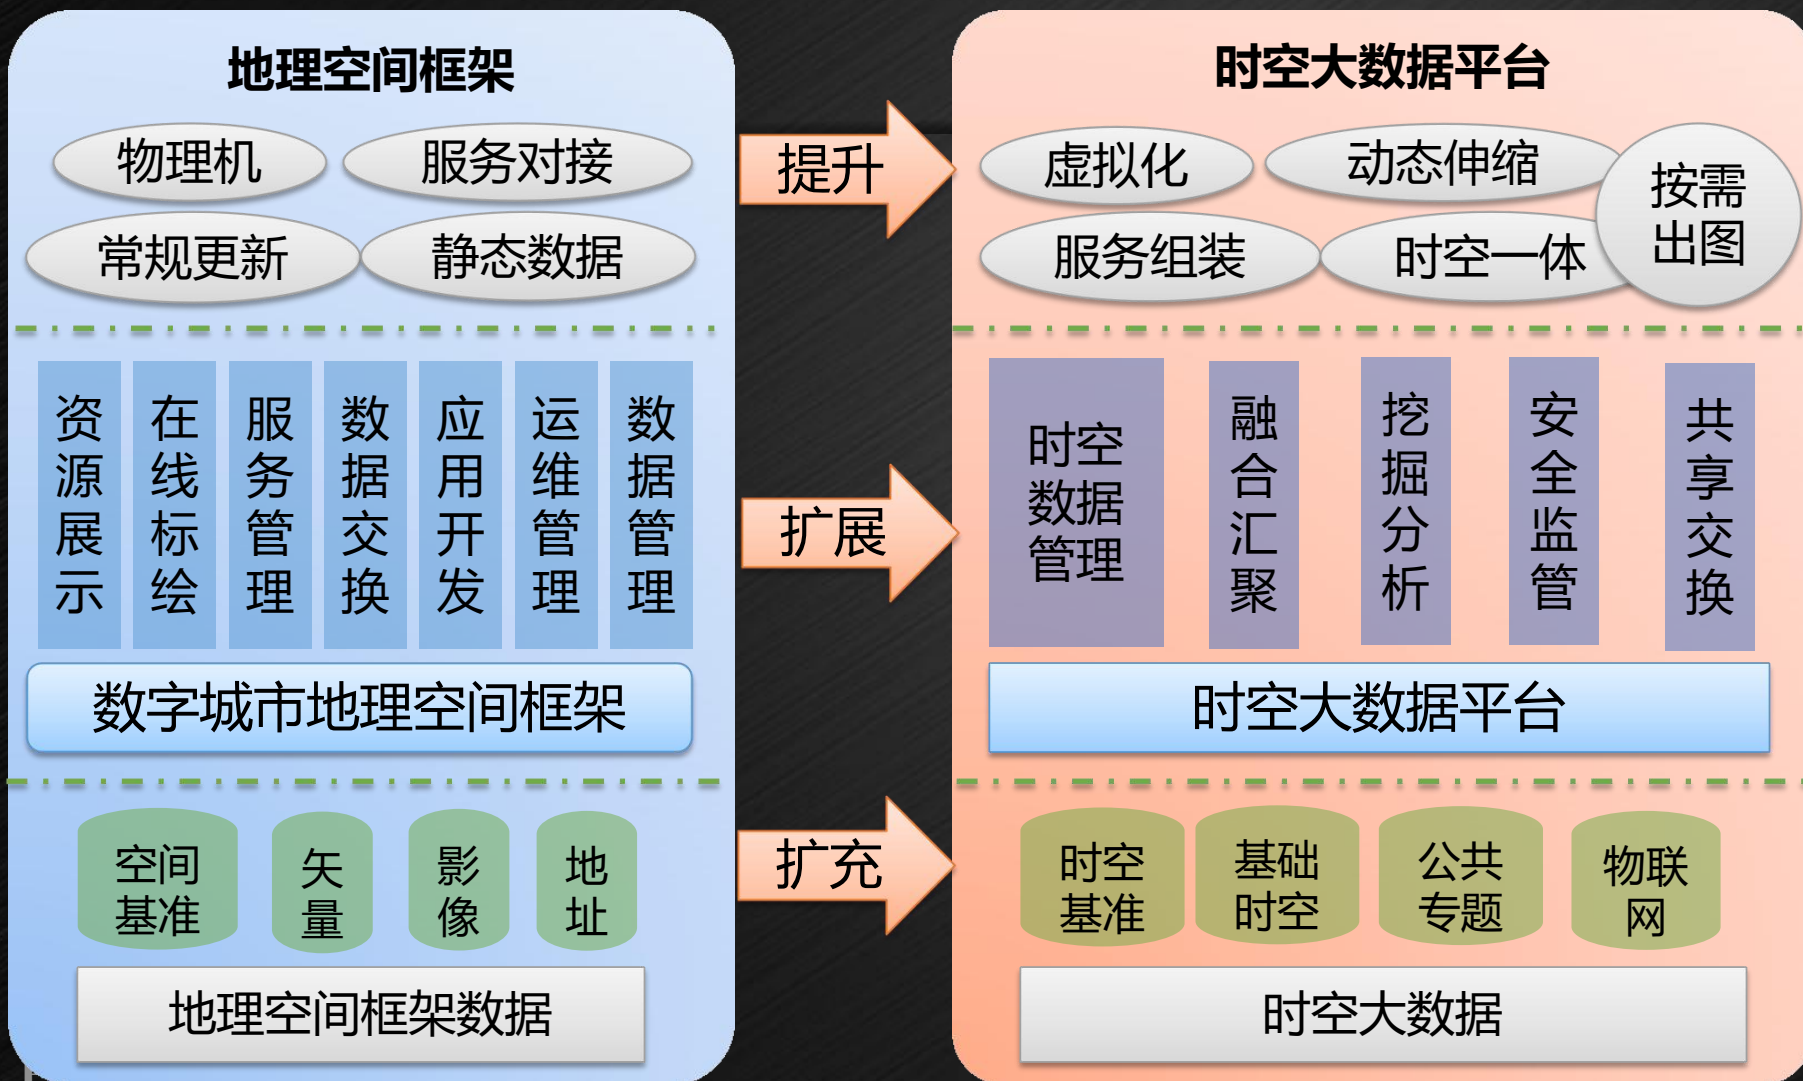 地理空间框架
物理机
服务对接
常规更新
静态数据
资源展示
在线标绘
服务管理
数据交换
应用开发
运维管理
数据管理
数字城市地理空间框架
空间
基准
矢量
影像
地址
地理空间框架数据
提升
扩展
扩充
时空大数据平台
虚拟化
动态伸缩
按需
出图
服务组装
时空一体
时空
数据
管理
融合汇聚
挖掘分析
安全监管
共享交换
时空大数据平台
时空
基准
基础
时空
公共
专题
物联
网
时空大数据